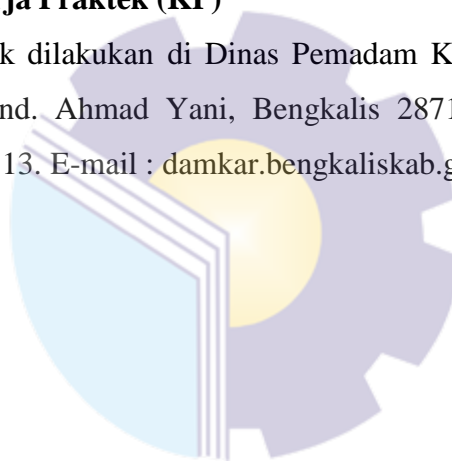 ja Praktek (KP)
k dilakukan di Dinas Pemadam K
nd. Ahmad Yani, Bengkalis 2871
13. E-mail : damkar.bengkaliskab.g